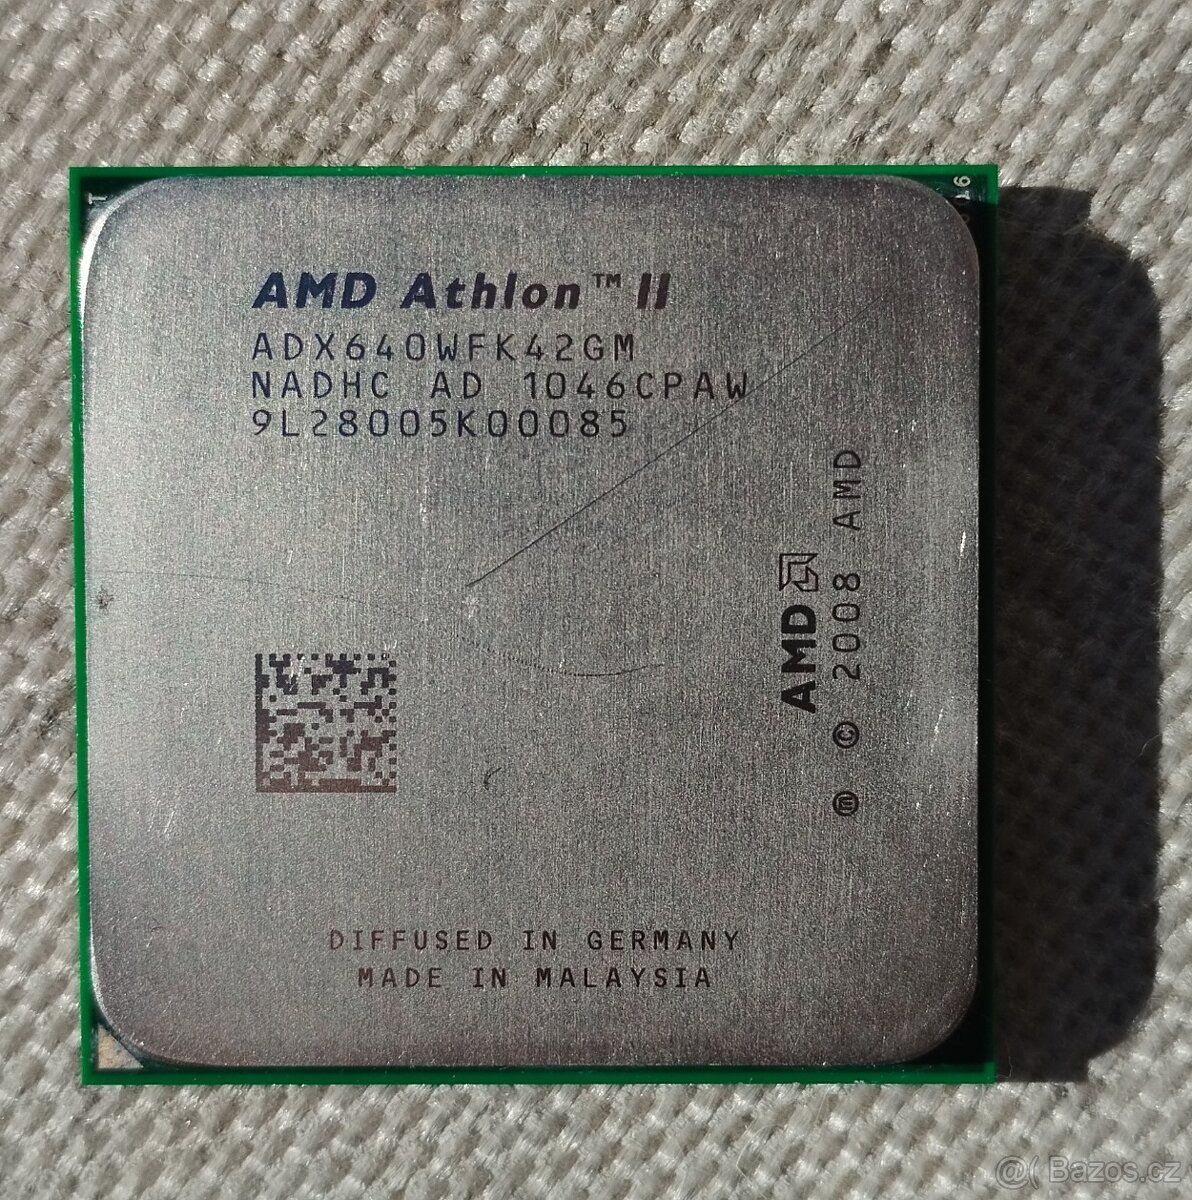 AMD Athlon™ II
ADX640WFK42GM
NADHC AD 1046CPAW
9L28005K00085
AMD
ⓜ © 2008 AMD
DIFFUSED IN GERMANY
MADE IN MALAYSIA
@( Bazos.cz